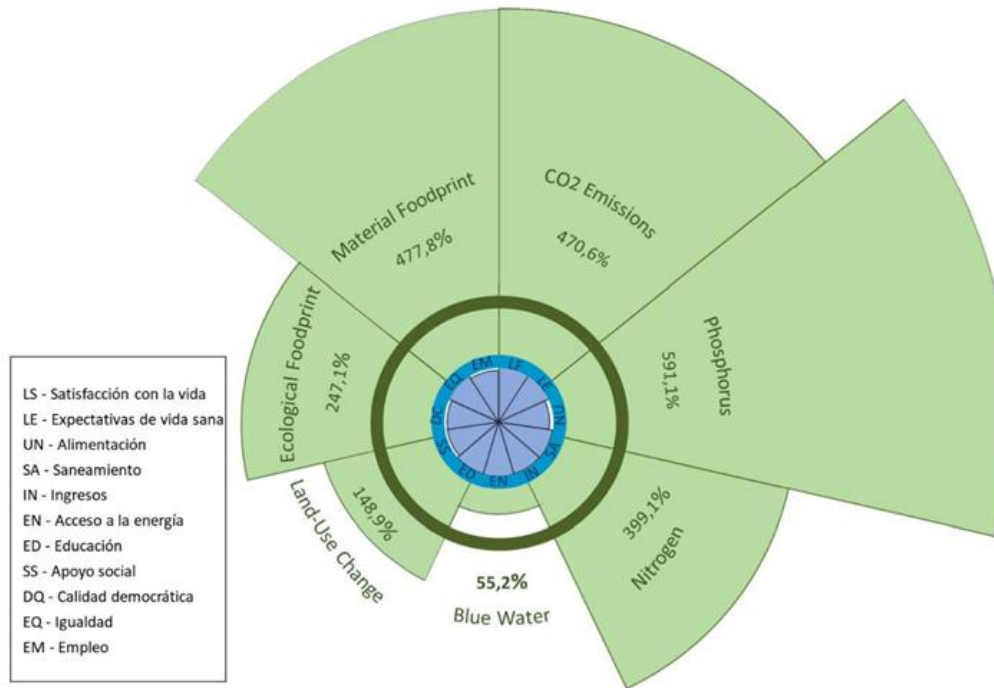 Material Foodprint
477,8%
CO2 Emissions
470,6%
Phosphorus
591,1%
Nitrogen
399,1%
55,2%
Blue Water
Land-Use Change
148,9%
Ecological Foodprint
247,1%
EM
LF
LE
UN
SA
IN
EN
ED
SS
DC
EQ
LS - Satisfacción con la vida
LE - Expectativas de vida sana
UN - Alimentación
SA - Saneamiento
IN - Ingresos
EN - Acceso a la energía
ED - Educación
SS - Apoyo social
DQ - Calidad democrática
EQ - Igualdad
EM - Empleo